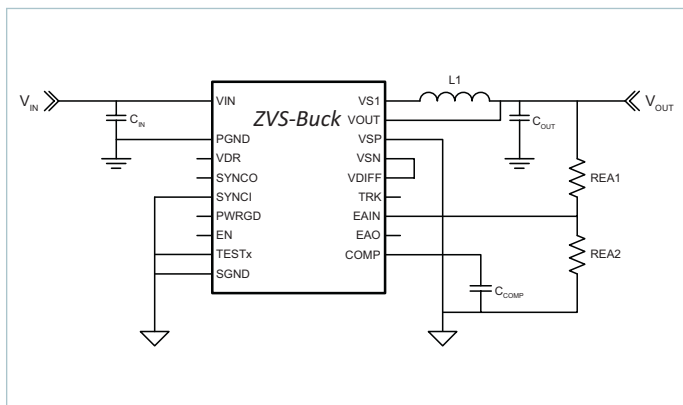 L1
V_IN
VIN
ZVS-Buck
VS1
VOUT
V_OUT
C_IN
C_OUT
PGND
VSP
VDR
VSN
SYNCO
VDIFF
REA1
SYNCI
TRK
PWRGD
EAIN
EN
EAO
TESTx
COMP
REA2
SGND
C_COMP